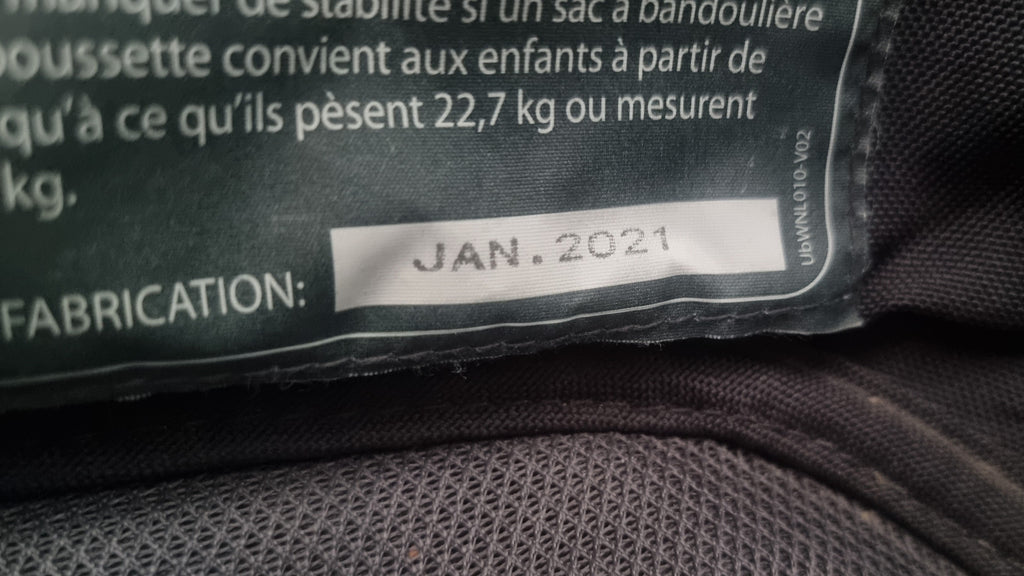 manquer de stabilité si un sac à bandoulière
poussette convient aux enfants à partir de
qu'à ce qu'ils pèsent 22,7 kg ou mesurent
kg.
FABRICATION: JAN. 2021
UbWNL010-V02